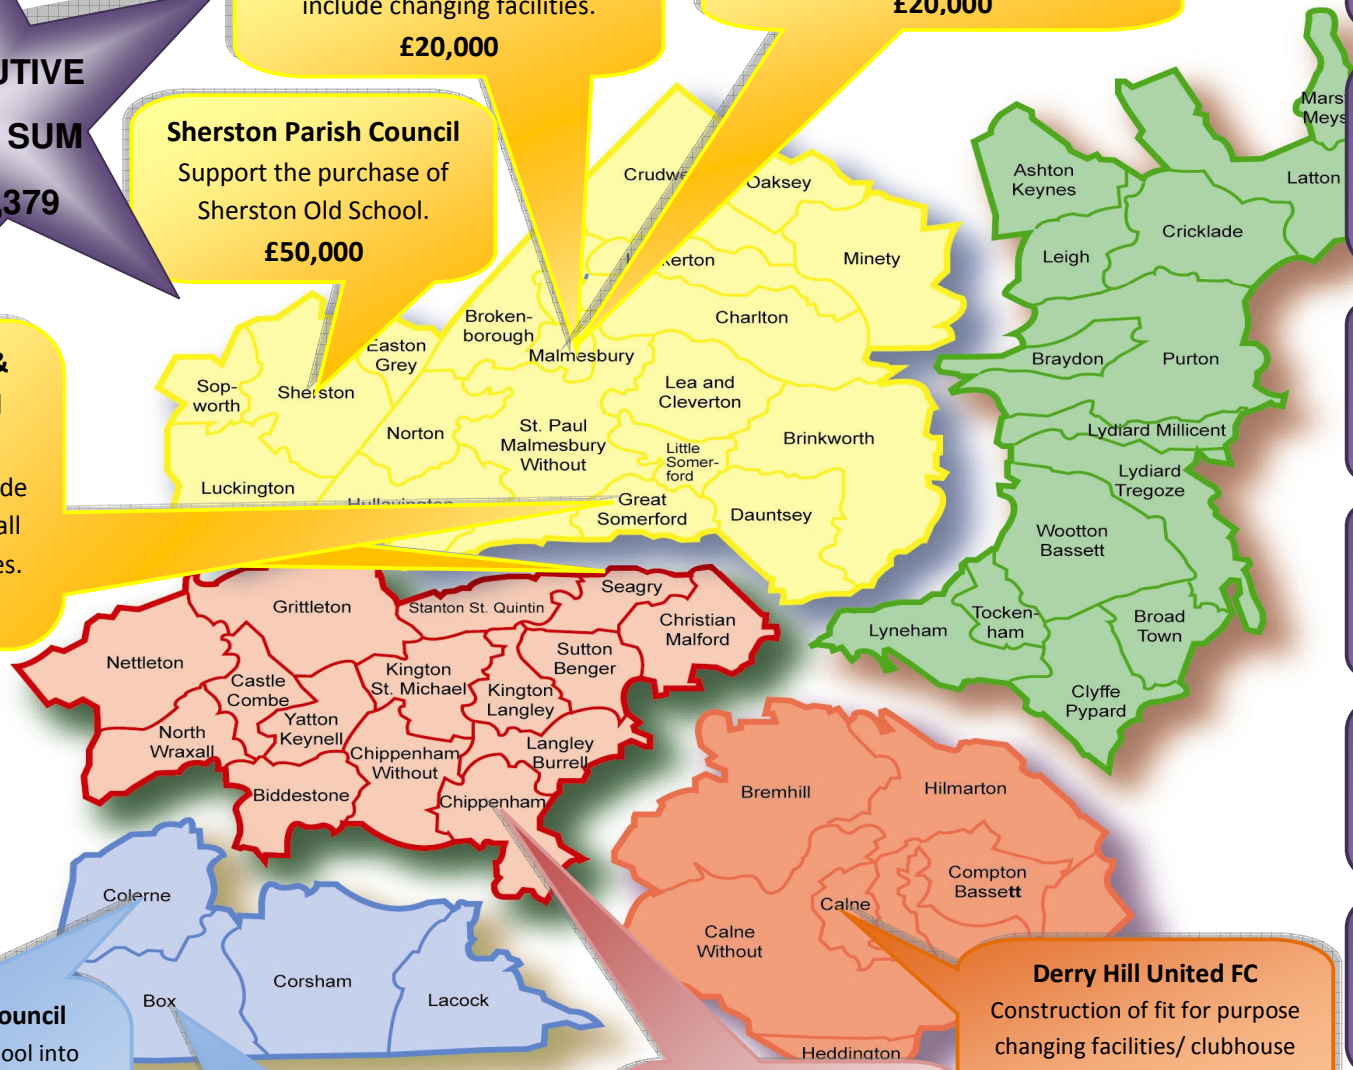 include changing facilities.
£20,000
£20,000
UTIVE
SUM
,379
Sherston Parish Council
Support the purchase of
Sherston Old School.
£50,000
&
de
all
es.
Crudwe
Oaksey
kerton
Minety
Broken-
borough
Charlton
Easton
Grey
Malmesbury
Sop-
worth
Sherston
Lea and
Cleverton
Norton
St. Paul
Malmesbury
Without
Little
Somer-
ford
Brinkworth
Luckington
Hullavington
Great
Somerford
Dauntsey
Mars
Meys
Ashton
Keynes
Latton
Cricklade
Leigh
Braydon
Purton
Lydiard Millicent
Lydiard
Tregoze
Wootton
Bassett
Tocken-
ham
Lyneham
Broad
Town
Clyffe
Pypard
Seagry
Grittleton
Stanton St. Quintin
Christian
Malford
Nettleton
Sutton
Benger
Castle
Combe
Kington
St. Michael
Kington
Langley
Yatton
Keynell
North
Wraxall
Chippenham
Without
Langley
Burrell
Biddestone
Chippenham
Bremhill
Hilmarton
Compton
Bassett
Calne
Calne
Without
Heddington
Colerne
Corsham
Box
Lacock
ouncil
ool into
Derry Hill United FC
Construction of fit for purpose
changing facilities/ clubhouse